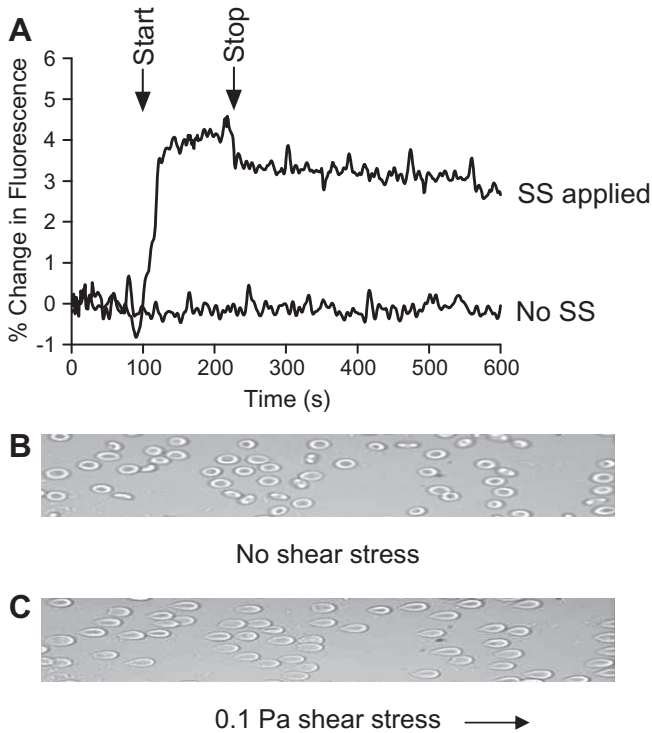 A
Start
Stop
% Change in Fluorescence
6
5
4
3
2
1
0
-1
SS applied
No SS
0 100 200 300 400 500 600
Time (s)
B
No shear stress
C
0.1 Pa shear stress